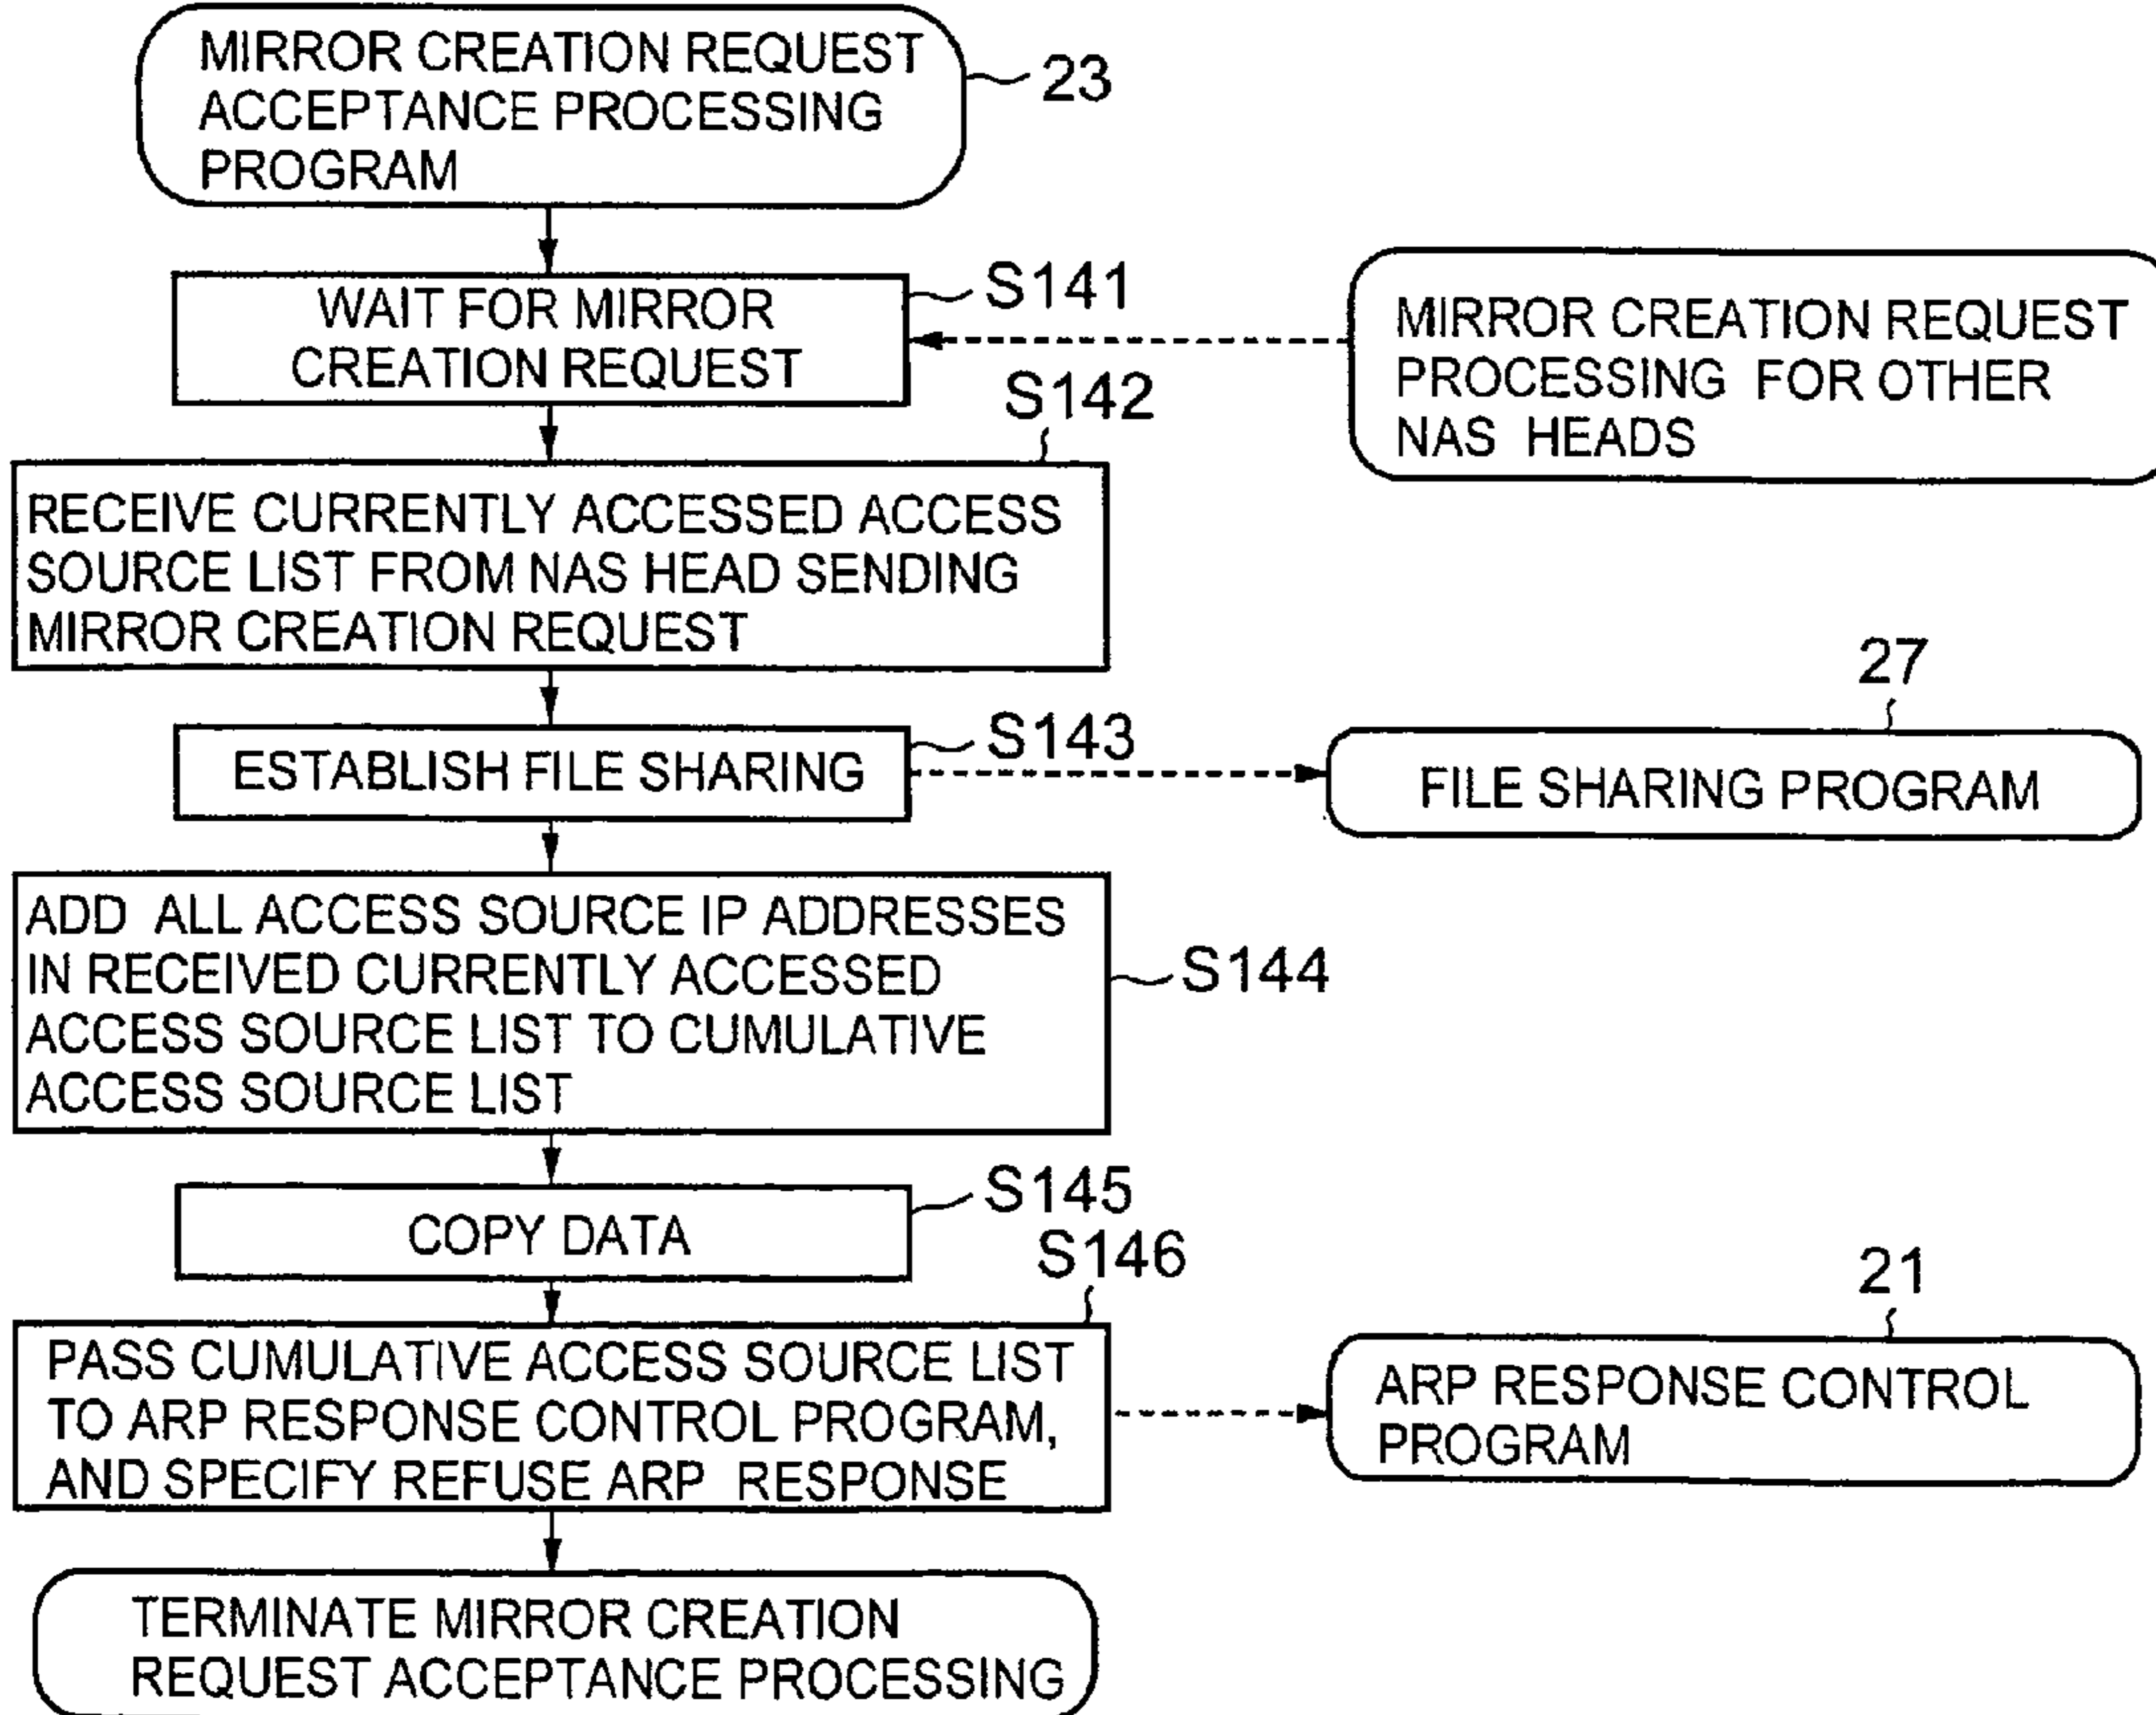 MIRROR CREATION REQUEST
ACCEPTANCE PROCESSING
PROGRAM
23
WAIT FOR MIRROR
CREATION REQUEST
S141
MIRROR CREATION REQUEST
PROCESSING FOR OTHER
NAS HEADS
S142
RECEIVE CURRENTLY ACCESSED ACCESS
SOURCE LIST FROM NAS HEAD SENDING
MIRROR CREATION REQUEST
ESTABLISH FILE SHARING
S143
27
FILE SHARING PROGRAM
ADD ALL ACCESS SOURCE IP ADDRESSES
IN RECEIVED CURRENTLY ACCESSED
ACCESS SOURCE LIST TO CUMULATIVE
ACCESS SOURCE LIST
S144
COPY DATA
S145
S146
PASS CUMULATIVE ACCESS SOURCE LIST
TO ARP RESPONSE CONTROL PROGRAM,
AND SPECIFY REFUSE ARP RESPONSE
21
ARP RESPONSE CONTROL
PROGRAM
TERMINATE MIRROR CREATION
REQUEST ACCEPTANCE PROCESSING